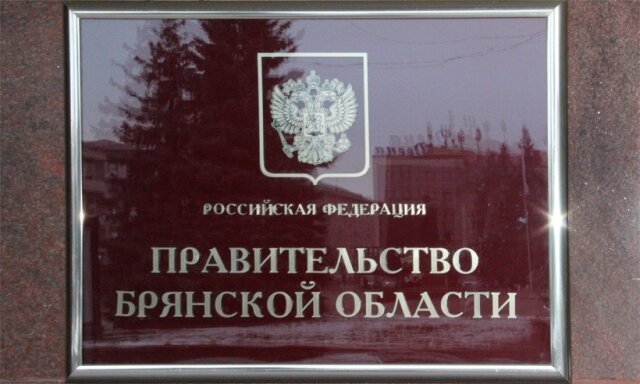 РОССИЙСКАЯ ФЕДЕРАЦИЯ
ПРАВИТЕЛЬСТВО
БРЯНСКОЙ ОБЛАСТИ